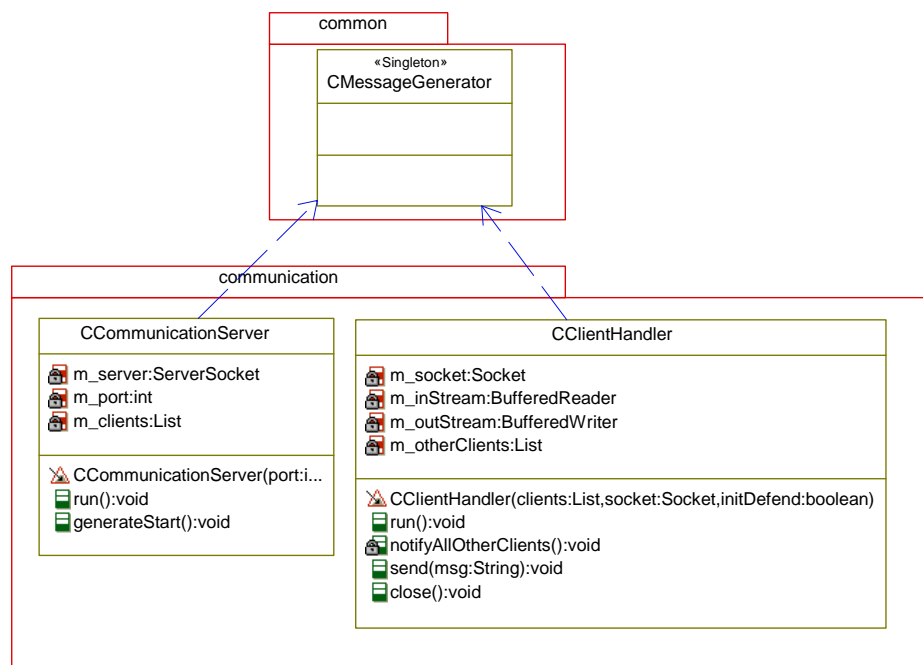 common
«Singleton»
CMessageGenerator
communication
CCommunicationServer
m_server:ServerSocket
m_port:int
m_clients:List
CCommunicationServer(port:i...
run():void
generateStart():void
CClientHandler
m_socket:Socket
m_inStream:BufferedReader
m_outStream:BufferedWriter
m_otherClients:List
CClientHandler(clients:List,socket:Socket,initDefend:boolean)
run():void
notifyAllOtherClients():void
send(msg:String):void
close():void